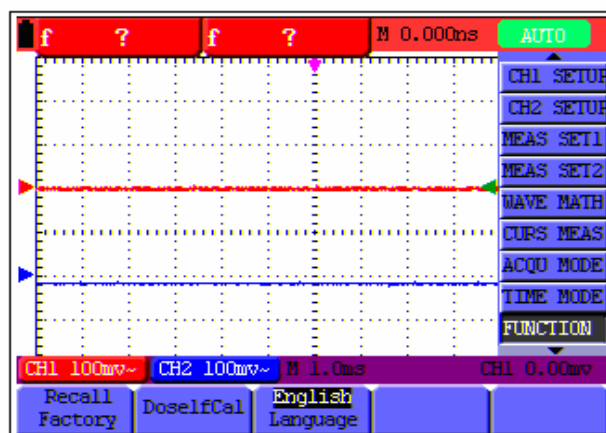 f ? f ? M 0.000ns AUTO
CH1 SETUP
CH2 SETUP
MEAS SET1
MEAS SET2
WAVE MATH
CURS MEAS
ACQU MODE
TIME MODE
FUNCTION
CH1 100mv~ CH2 100mv~ M 1.0ms CH1 0.00mv
Recall
Factory
DoselfCal
English
Language